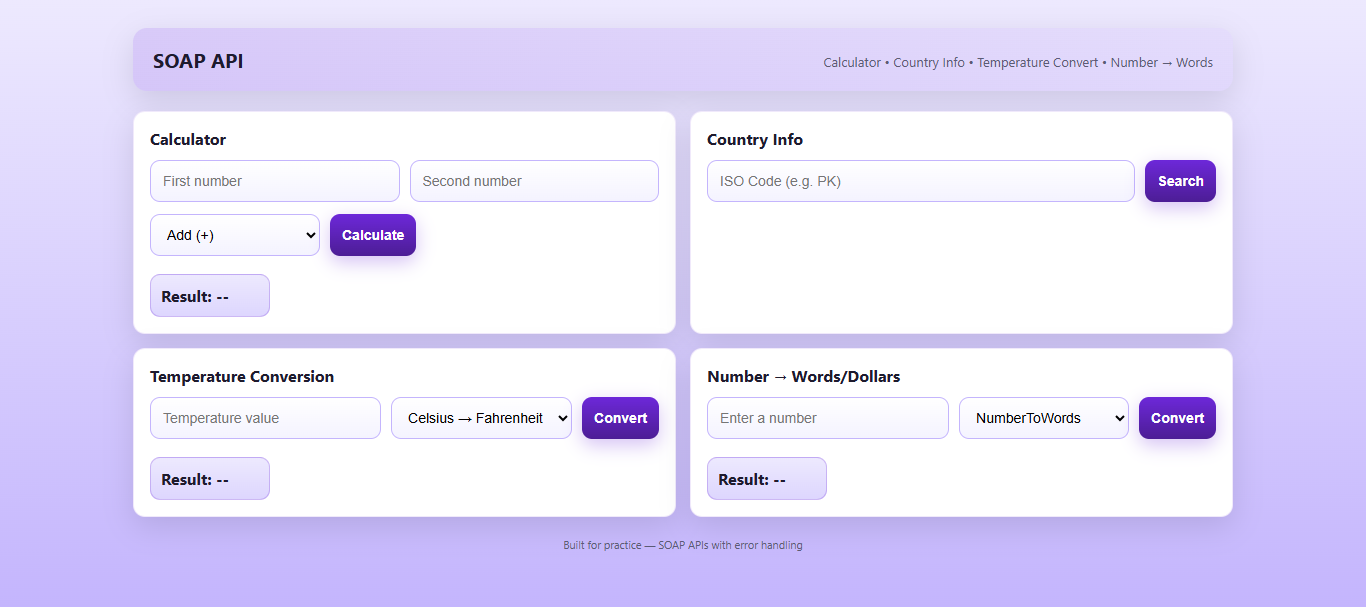 SOAP API
Calculator • Country Info • Temperature Convert • Number → Words
Calculator
First number
Second number
Add (+)
Calculate
Result: --
Country Info
ISO Code (e.g. PK)
Search
Temperature Conversion
Temperature value
Celsius → Fahrenheit
Convert
Result: --
Number → Words/Dollars
Enter a number
NumberToWords
Convert
Result: --
Built for practice — SOAP APIs with error handling